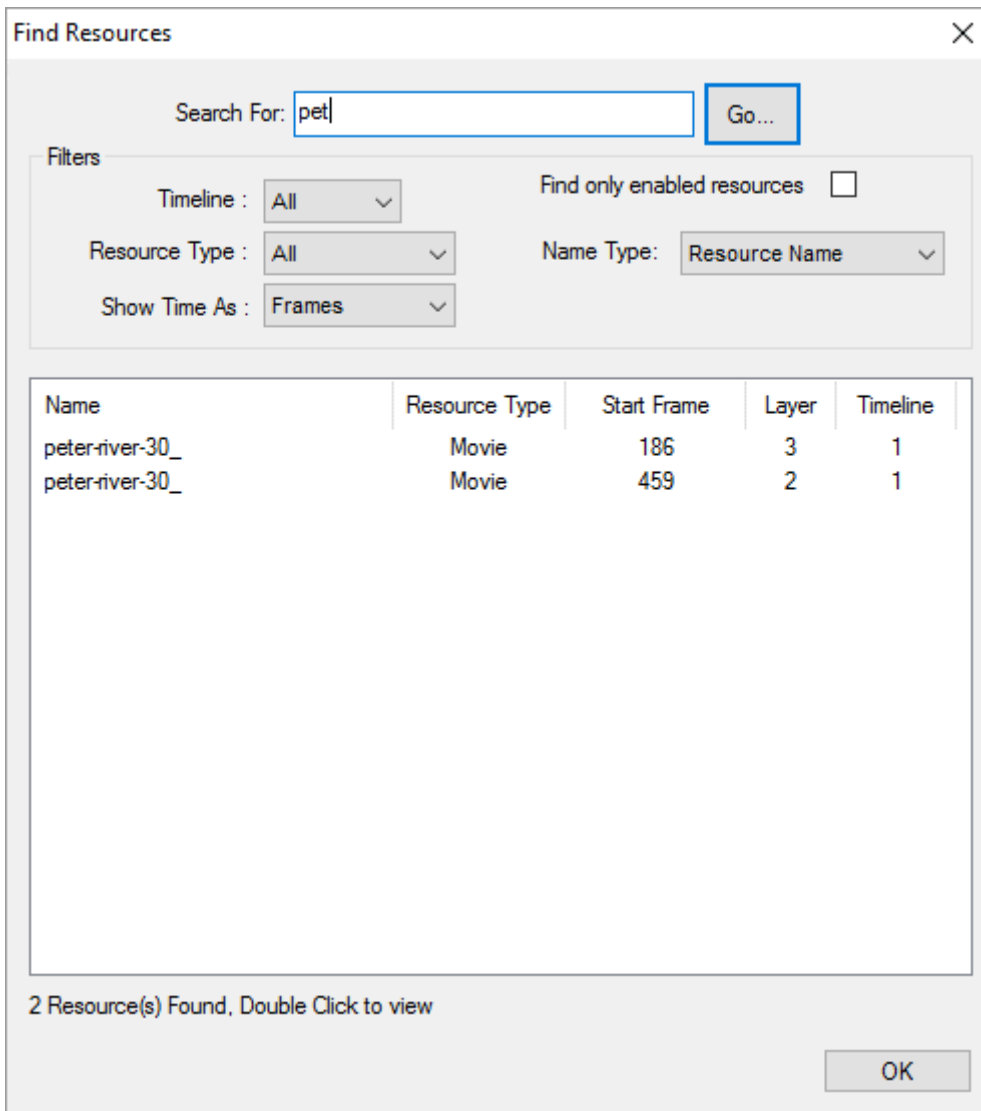 Find Resources
Search For: pet Go...
Filters
Timeline : All Find only enabled resources
Resource Type : All Name Type: Resource Name
Show Time As : Frames
Name Resource Type Start Frame Layer Timeline
peter-river-30_ Movie 186 3 1
peter-river-30_ Movie 459 2 1
2 Resource(s) Found, Double Click to view
OK